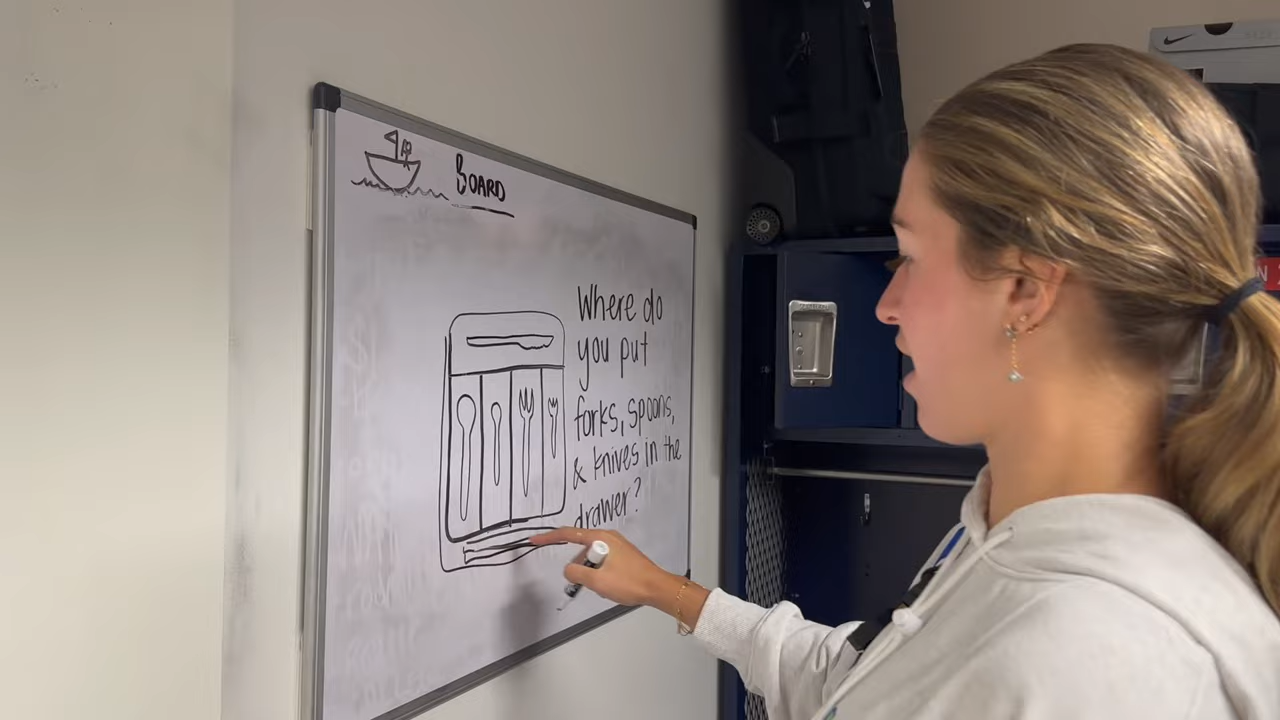 BOARD
Where do
you put
forks, spoons,
& knives in the
drawer?
N